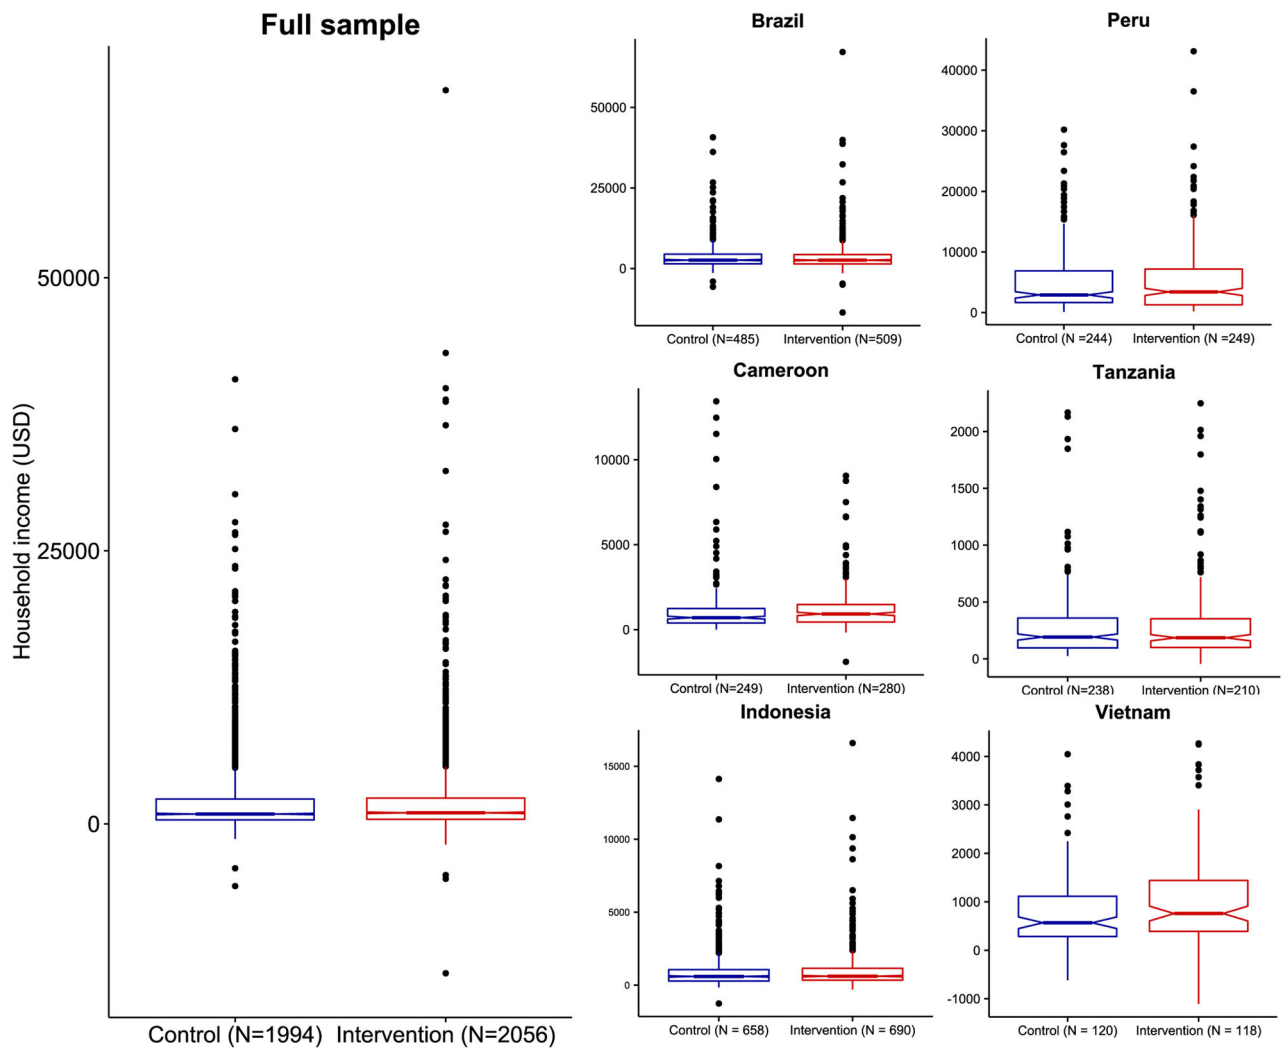 Full sample
Household income (USD)
50000
25000
0
Control (N=1994) Intervention (N=2056)
Brazil
50000
25000
0
Control (N=485) Intervention (N=509)
Peru
40000
30000
20000
10000
0
Control (N =244) Intervention (N =249)
Cameroon
10000
5000
0
Control (N=249) Intervention (N=280)
Tanzania
2000
1500
1000
500
0
Control (N=238) Intervention (N=210)
Indonesia
15000
10000
5000
0
Control (N = 658) Intervention (N = 690)
Vietnam
4000
3000
2000
1000
0
-1000
Control (N = 120) Intervention (N = 118)